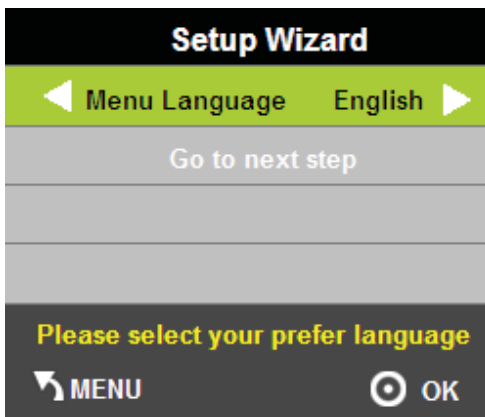 Setup Wizard
Menu Language English
Go to next step
Please select your prefer language
MENU OK